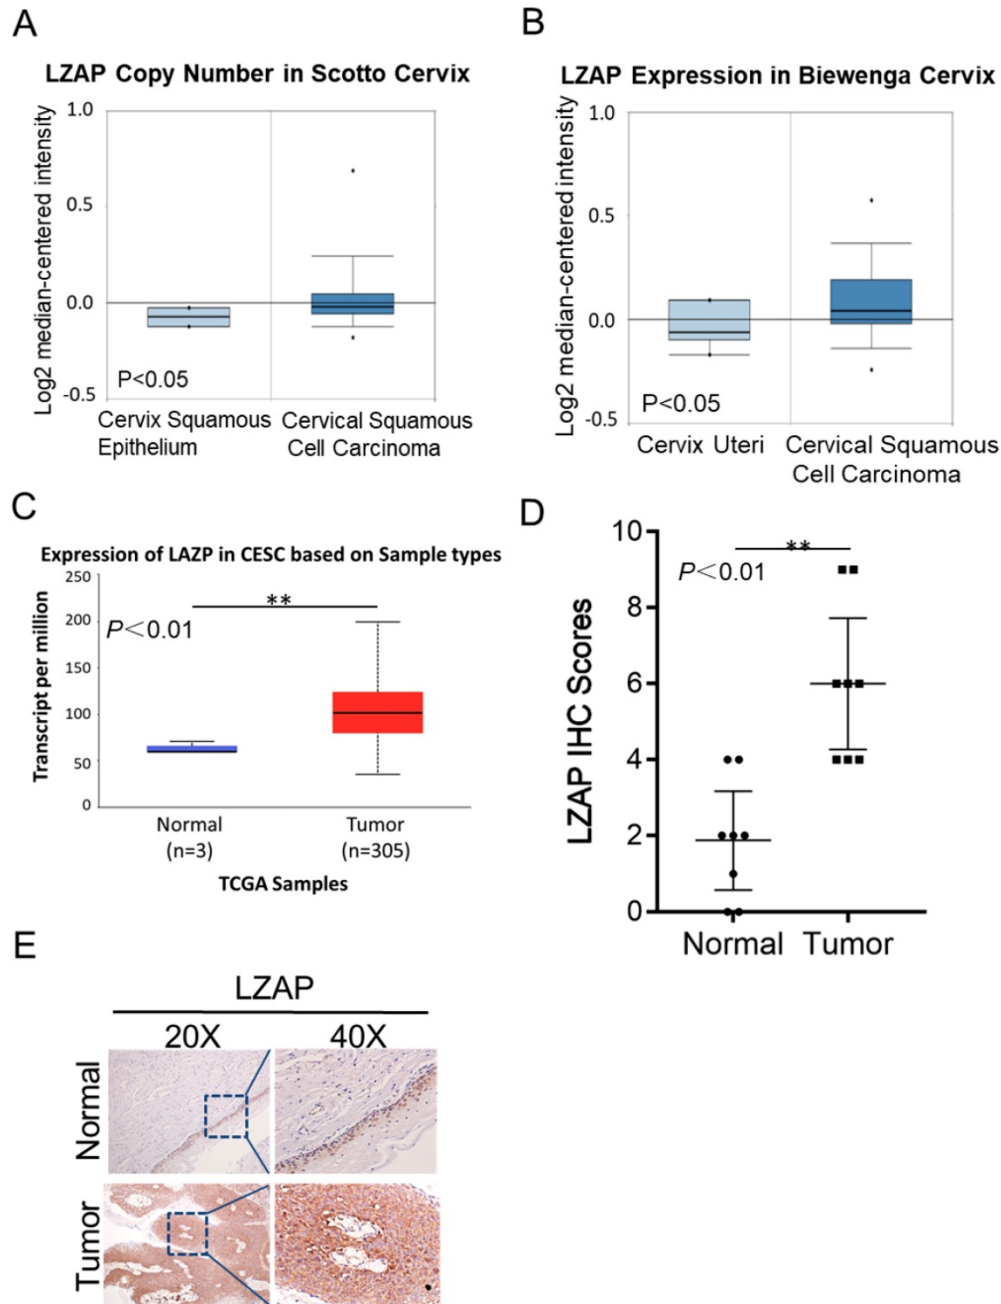 A
LZAP Copy Number in Scotto Cervix
Log2 median-centered intensity
1.0
0.5
0.0
-0.5
P<0.05
Cervix Squamous
Epithelium
Cervical Squamous
Cell Carcinoma
B
LZAP Expression in Biewenga Cervix
Log2 median-centered intensity
1.0
0.5
0.0
-0.5
P<0.05
Cervix Uteri
Cervical Squamous
Cell Carcinoma
C
Expression of LAZP in CESC based on Sample types
Transcript per million
250
200
150
100
50
0
**
P<0.01
Normal
(n=3)
Tumor
(n=305)
TCGA Samples
D
LZAP IHC Scores
10
8
6
4
2
0
**
P<0.01
Normal
Tumor
E
LZAP
20X
40X
Normal
Tumor